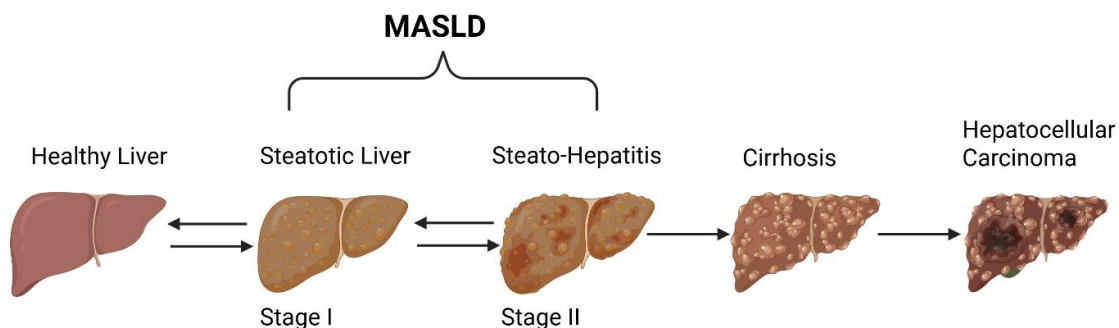 MASLD
Healthy Liver
Steatotic Liver
Steato-Hepatitis
Cirrhosis
Hepatocellular
Carcinoma
Stage I
Stage II